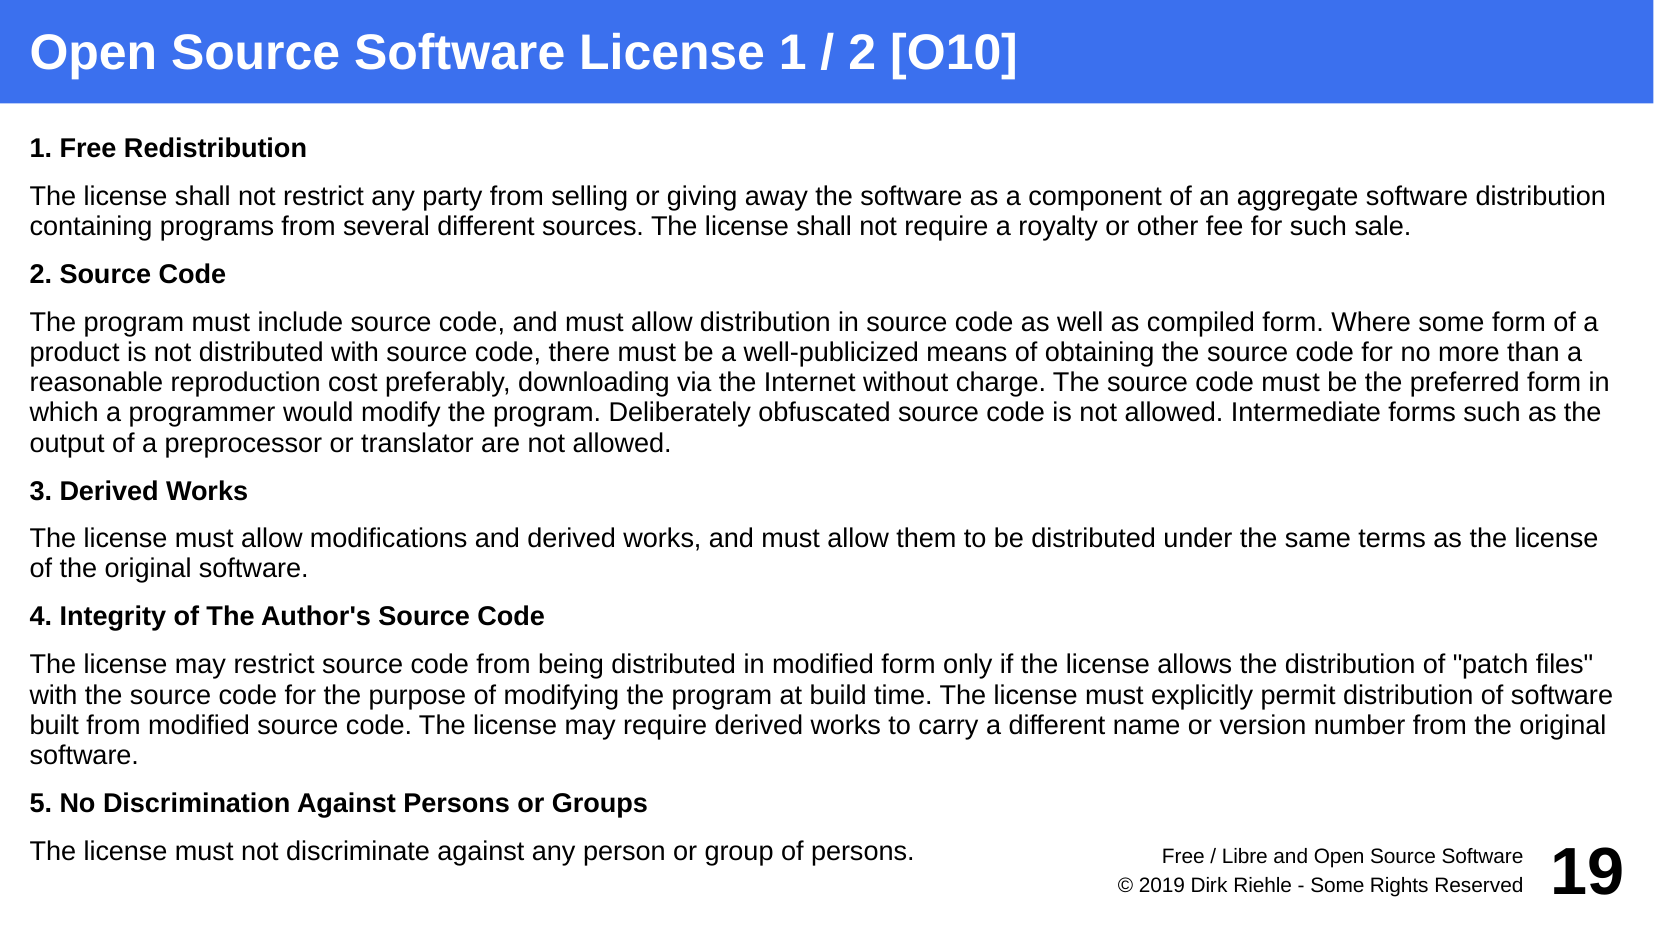 Open Source Software License 1 / 2 [O10]
1. Free Redistribution
The license shall not restrict any party from selling or giving away the software as a component of an aggregate software distribution
containing programs from several different sources. The license shall not require a royalty or other fee for such sale.
2. Source Code
The program must include source code, and must allow distribution in source code as well as compiled form. Where some form of a
product is not distributed with source code, there must be a well-publicized means of obtaining the source code for no more than a
reasonable reproduction cost preferably, downloading via the Internet without charge. The source code must be the preferred form in
which a programmer would modify the program. Deliberately obfuscated source code is not allowed. Intermediate forms such as the
output of a preprocessor or translator are not allowed.
3. Derived Works
The license must allow modifications and derived works, and must allow them to be distributed under the same terms as the license
of the original software.
4. Integrity of The Author's Source Code
The license may restrict source code from being distributed in modified form only if the license allows the distribution of "patch files"
with the source code for the purpose of modifying the program at build time. The license must explicitly permit distribution of software
built from modified source code. The license may require derived works to carry a different name or version number from the original
software.
5. No Discrimination Against Persons or Groups
The license must not discriminate against any person or group of persons.
Free / Libre and Open Source Software
© 2019 Dirk Riehle - Some Rights Reserved
19